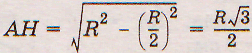 AH = √(R² − (R/2)²) = R√3/2